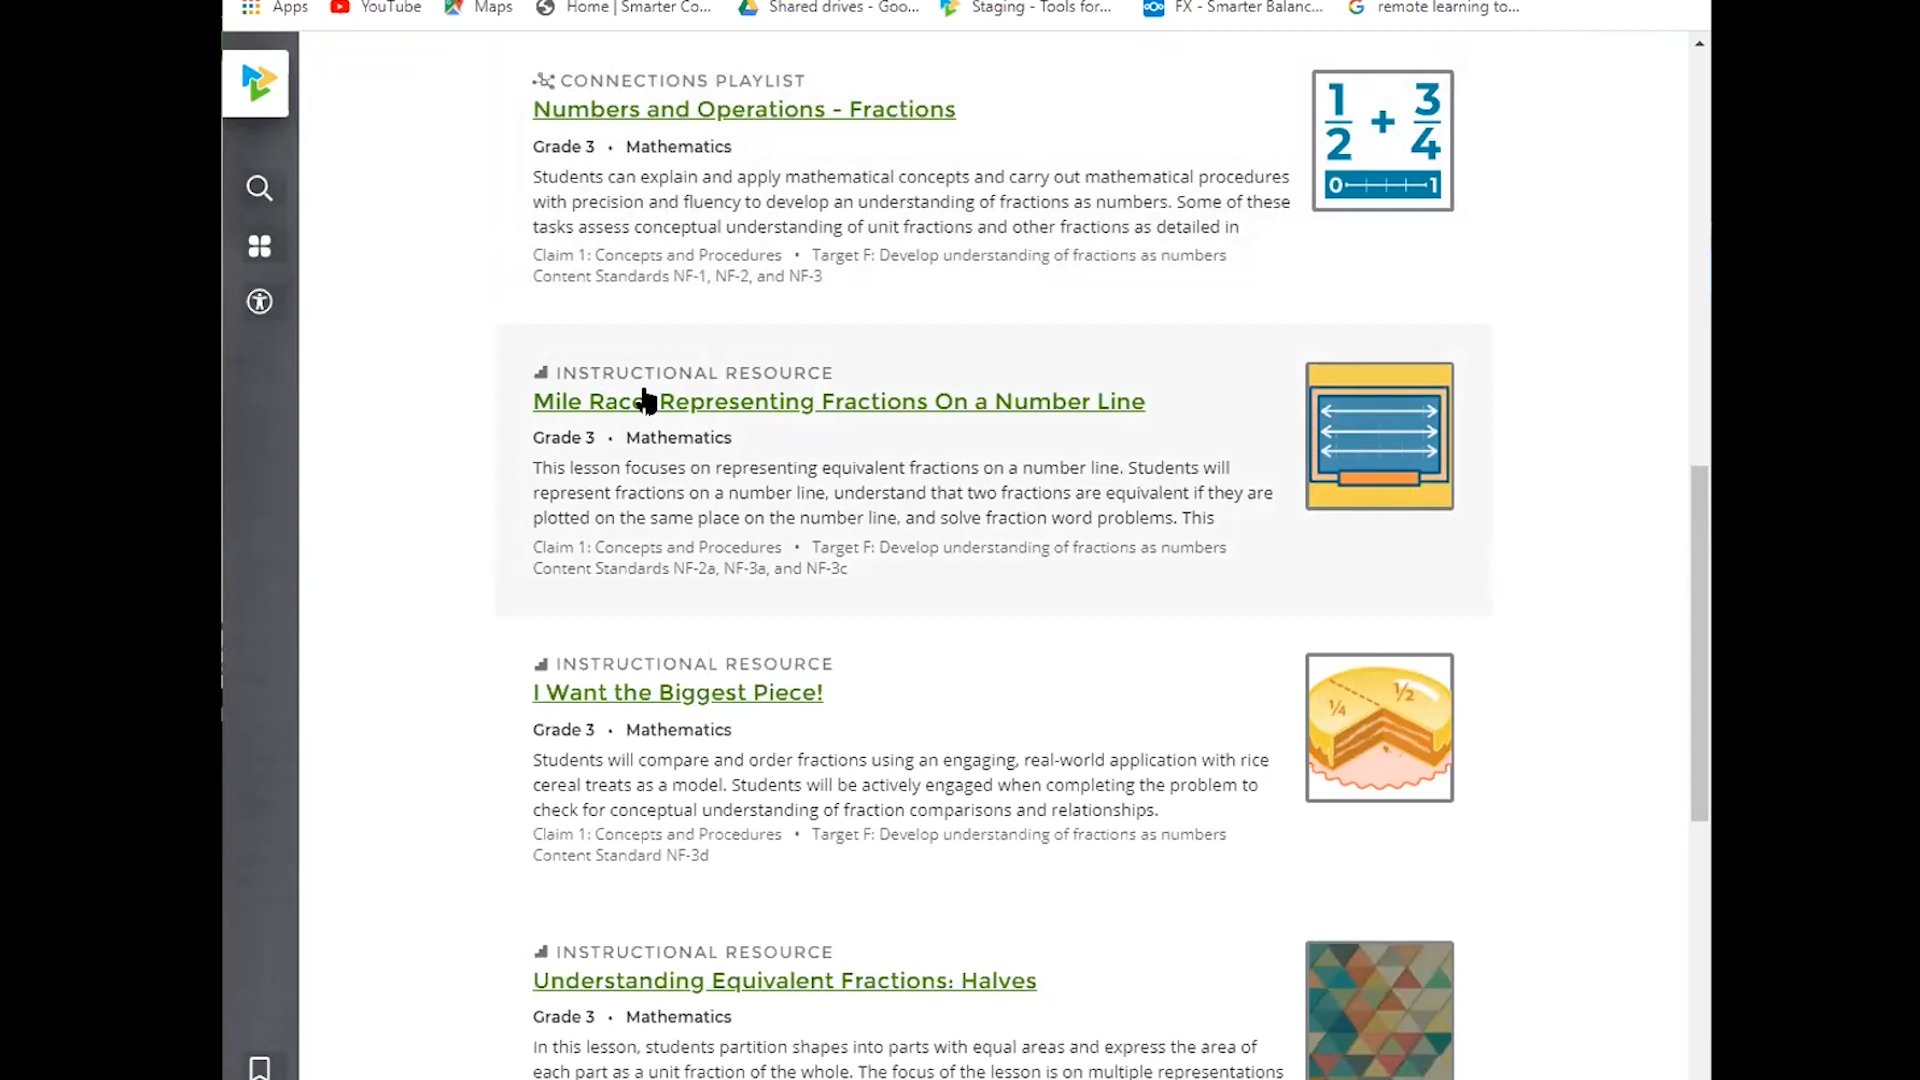 Apps YouTube Maps Home | Smarter Co... Shared drives - Goo... Staging - Tools for... FX - Smarter Balanc... remote learning to...
CONNECTIONS PLAYLIST
Numbers and Operations - Fractions
Grade 3 • Mathematics
Students can explain and apply mathematical concepts and carry out mathematical procedures
with precision and fluency to develop an understanding of fractions as numbers. Some of these
tasks assess conceptual understanding of unit fractions and other fractions as detailed in
Claim 1: Concepts and Procedures • Target F: Develop understanding of fractions as numbers
Content Standards NF-1, NF-2, and NF-3
1/2 + 3/4
0 1
INSTRUCTIONAL RESOURCE
Mile Race Representing Fractions On a Number Line
Grade 3 • Mathematics
This lesson focuses on representing equivalent fractions on a number line. Students will
represent fractions on a number line, understand that two fractions are equivalent if they are
plotted on the same place on the number line, and solve fraction word problems. This
Claim 1: Concepts and Procedures • Target F: Develop understanding of fractions as numbers
Content Standards NF-2a, NF-3a, and NF-3c
INSTRUCTIONAL RESOURCE
I Want the Biggest Piece!
Grade 3 • Mathematics
Students will compare and order fractions using an engaging, real-world application with rice
cereal treats as a model. Students will be actively engaged when completing the problem to
check for conceptual understanding of fraction comparisons and relationships.
Claim 1: Concepts and Procedures • Target F: Develop understanding of fractions as numbers
Content Standard NF-3d
1/4 1/2
INSTRUCTIONAL RESOURCE
Understanding Equivalent Fractions: Halves
Grade 3 • Mathematics
In this lesson, students partition shapes into parts with equal areas and express the area of
each part as a unit fraction of the whole. The focus of the lesson is on multiple representations